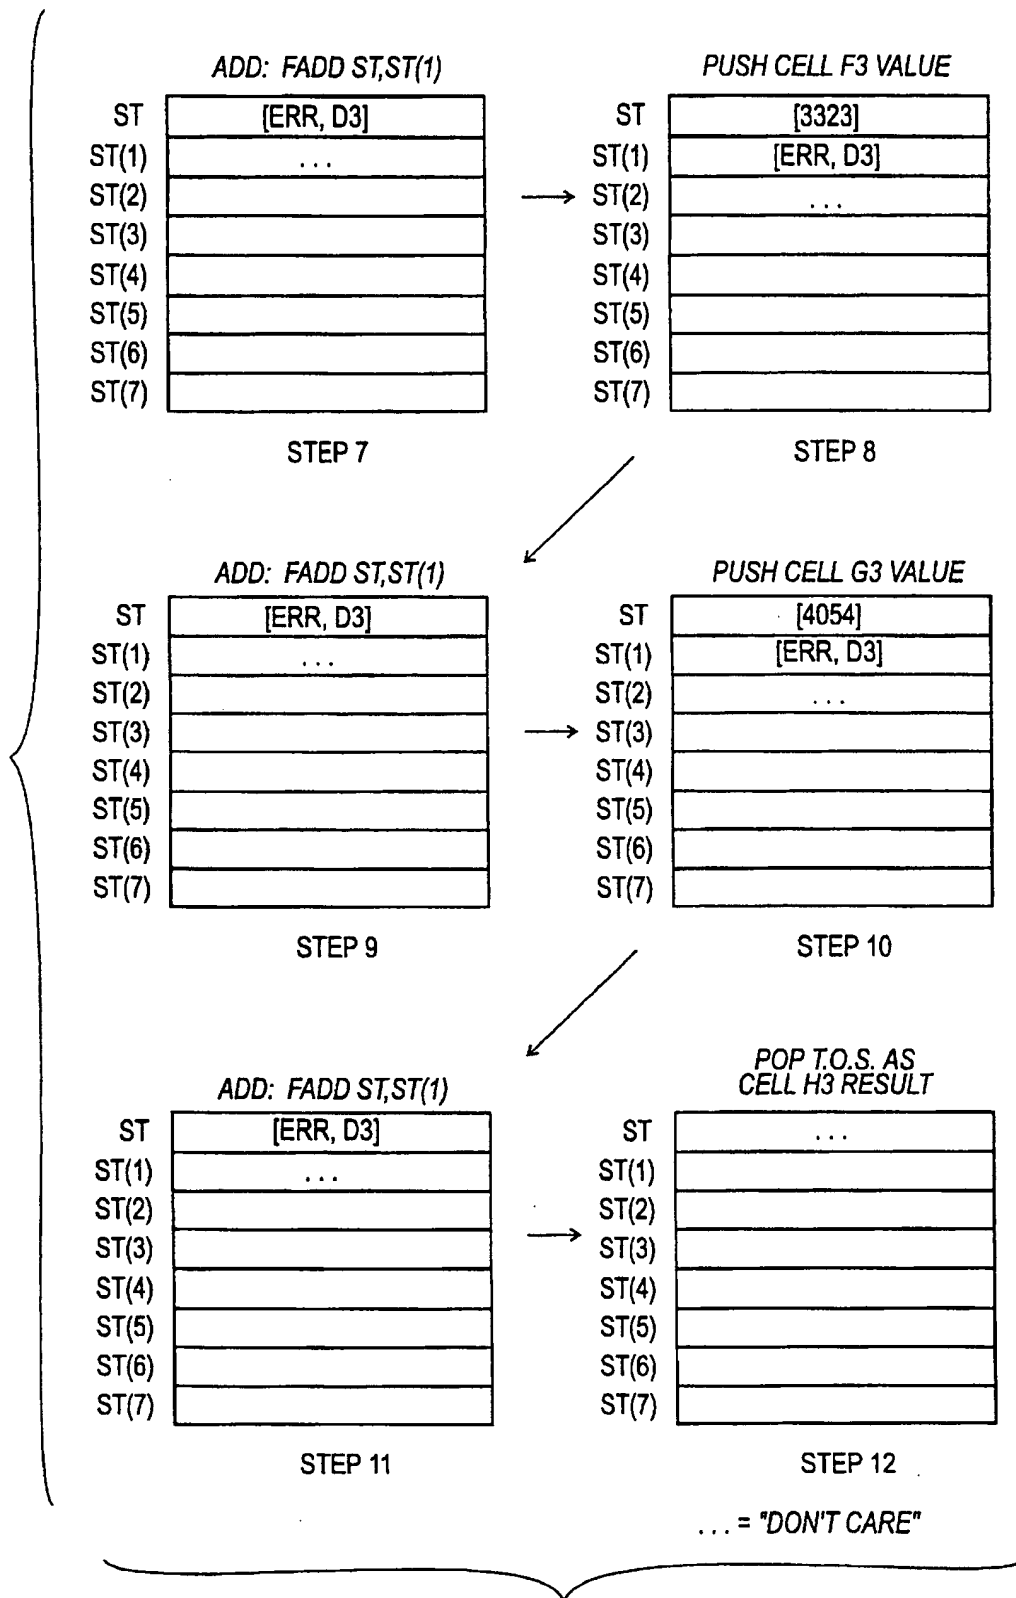 ADD: FADD ST,ST(1)
ST [ERR, D3]
ST(1) ...
ST(2)
ST(3)
ST(4)
ST(5)
ST(6)
ST(7)
STEP 7
PUSH CELL F3 VALUE
ST [3323]
ST(1) [ERR, D3]
ST(2) ...
ST(3)
ST(4)
ST(5)
ST(6)
ST(7)
STEP 8
ADD: FADD ST,ST(1)
ST [ERR, D3]
ST(1) ...
ST(2)
ST(3)
ST(4)
ST(5)
ST(6)
ST(7)
STEP 9
PUSH CELL G3 VALUE
ST [4054]
ST(1) [ERR, D3]
ST(2) ...
ST(3)
ST(4)
ST(5)
ST(6)
ST(7)
STEP 10
ADD: FADD ST,ST(1)
ST [ERR, D3]
ST(1) ...
ST(2)
ST(3)
ST(4)
ST(5)
ST(6)
ST(7)
STEP 11
POP T.O.S. AS
CELL H3 RESULT
ST ...
ST(1)
ST(2)
ST(3)
ST(4)
ST(5)
ST(6)
ST(7)
STEP 12
... = "DON'T CARE"